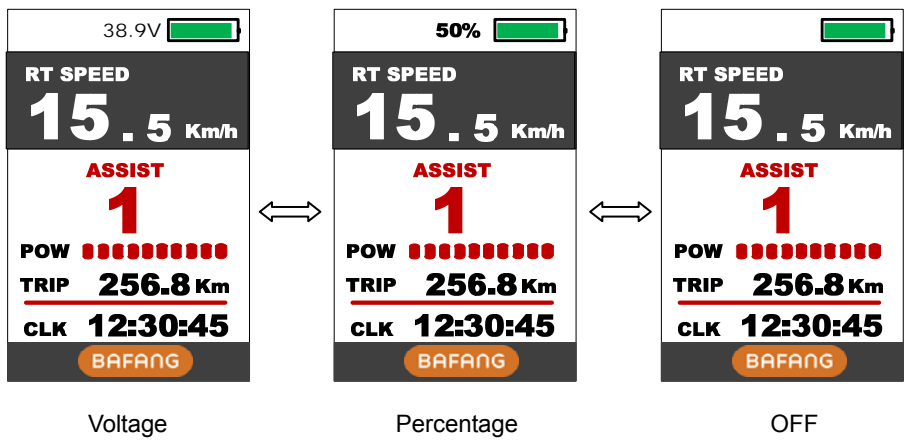 38.9V
RT SPEED
15.5 Km/h
ASSIST
1
POW
TRIP 256.8 Km
CLK 12:30:45
BAFANG
Voltage
50%
RT SPEED
15.5 Km/h
ASSIST
1
POW
TRIP 256.8 Km
CLK 12:30:45
BAFANG
Percentage
RT SPEED
15.5 Km/h
ASSIST
1
POW
TRIP 256.8 Km
CLK 12:30:45
BAFANG
OFF